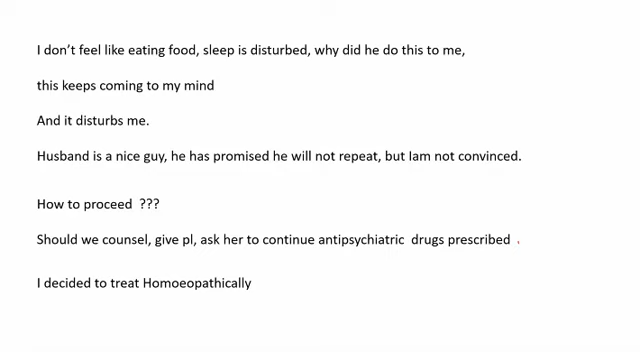 I don’t feel like eating food, sleep is disturbed, why did he do this to me,
this keeps coming to my mind
And it disturbs me.
Husband is a nice guy, he has promised he will not repeat, but Iam not convinced.
How to proceed ???
Should we counsel, give pl, ask her to continue antipsychiatric drugs prescribed .
I decided to treat Homoeopathically